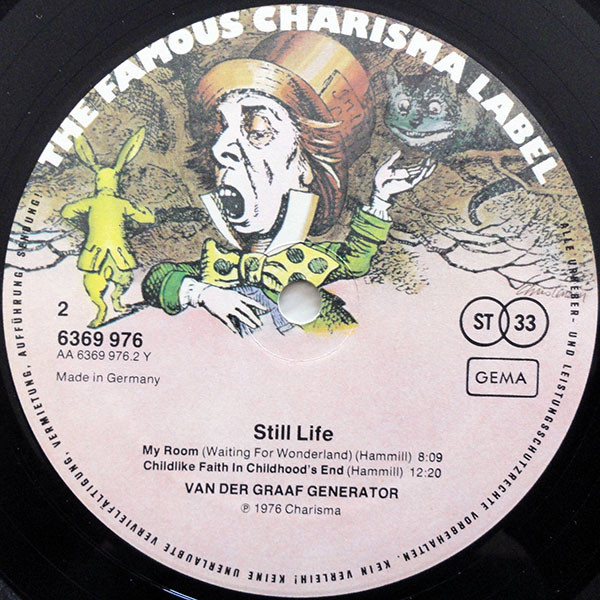 THE FAMOUS CHARISMA LABEL
2
6369 976
AA 6369 976.2 Y
Made in Germany
ST 33
GEMA
Still Life
My Room (Waiting For Wonderland) (Hammill) 8:09
Childlike Faith In Childhood's End (Hammill) 12:20
VAN DER GRAAF GENERATOR
℗ 1976 Charisma
ALLE URHEBER- UND LEISTUNGSSCHUTZRECHTE VORBEHALTEN. KEIN VERLEIH! KEINE UNERLAUBTE VERVIELFÄLTIGUNG, VERMIETUNG, AUFFÜHRUNG, SENDUNG!